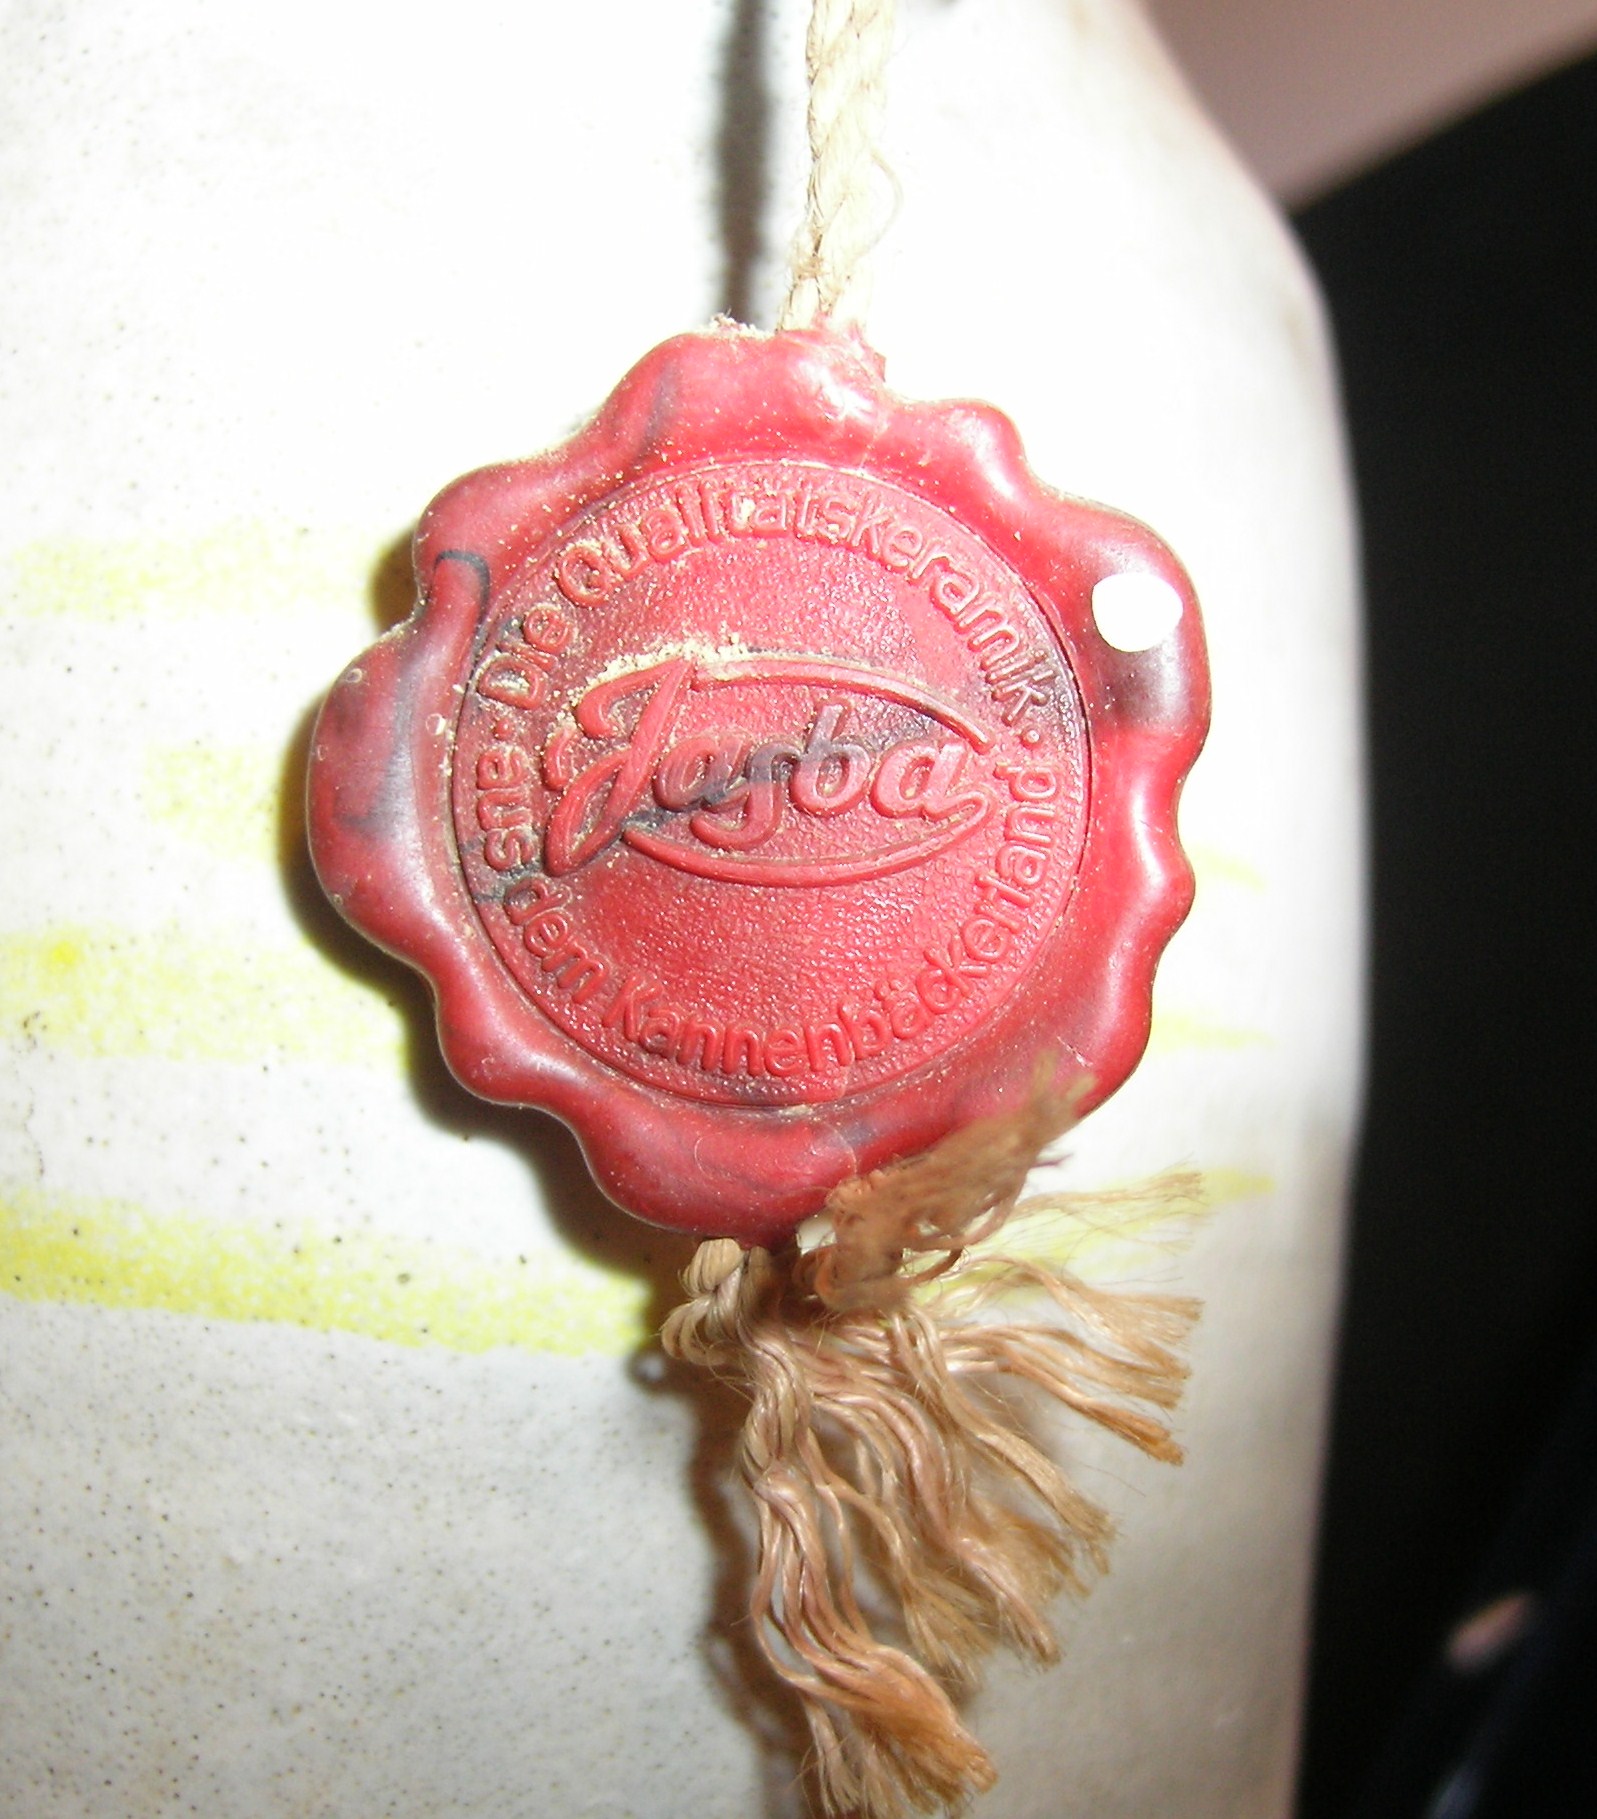 · Die Qualitätskeramik ·
Jasba
aus dem Kannenbäckerland